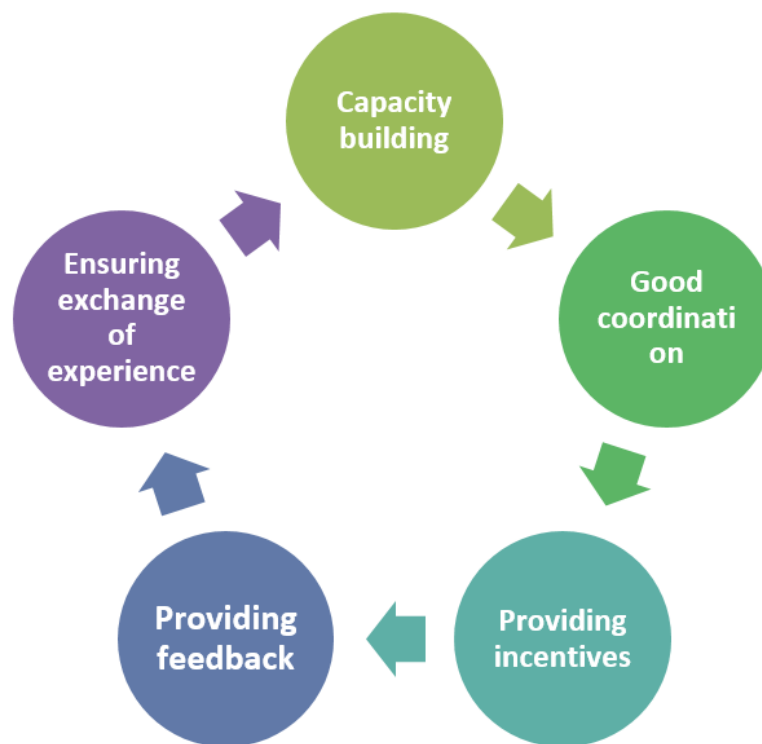 Capacity
building
Good
coordinati
on
Providing
incentives
Providing
feedback
Ensuring
exchange
of
experience